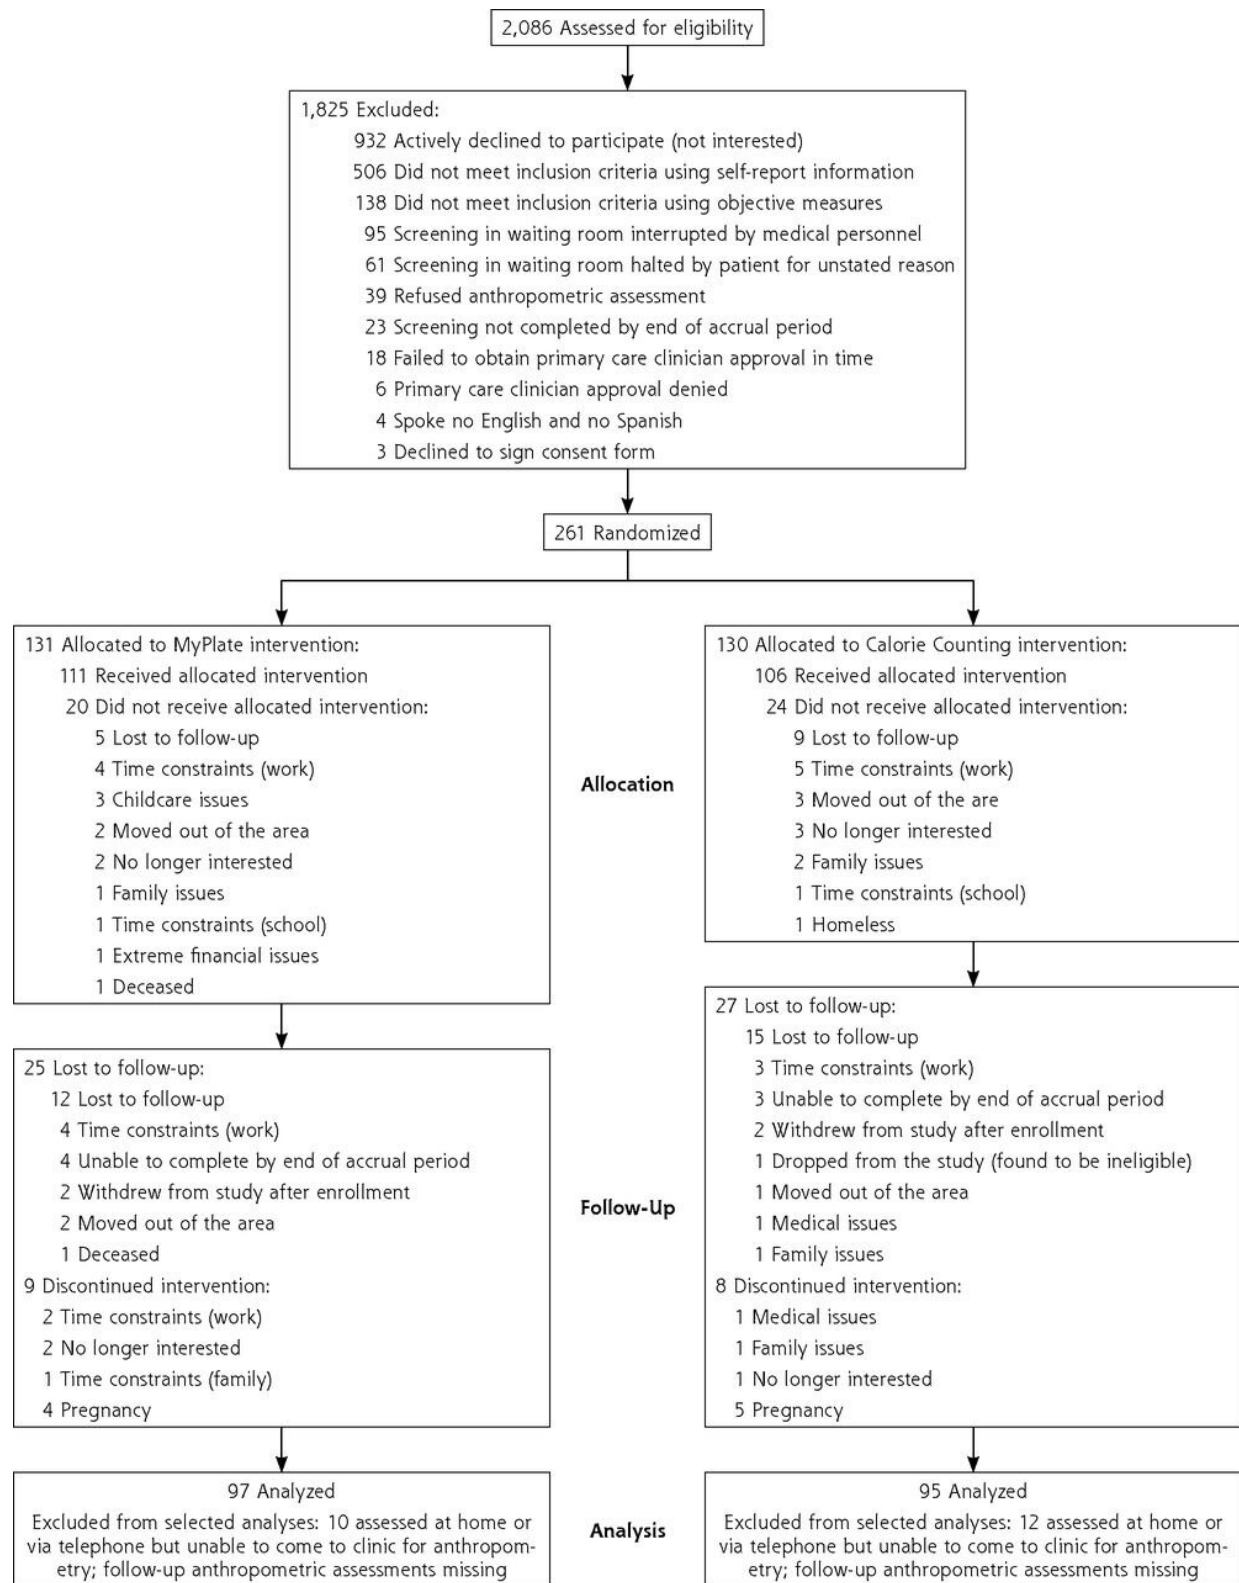 2,086 Assessed for eligibility
1,825 Excluded:
932 Actively declined to participate (not interested)
506 Did not meet inclusion criteria using self-report information
138 Did not meet inclusion criteria using objective measures
95 Screening in waiting room interrupted by medical personnel
61 Screening in waiting room halted by patient for unstated reason
39 Refused anthropometric assessment
23 Screening not completed by end of accrual period
18 Failed to obtain primary care clinician approval in time
6 Primary care clinician approval denied
4 Spoke no English and no Spanish
3 Declined to sign consent form
261 Randomized
131 Allocated to MyPlate intervention:
111 Received allocated intervention
20 Did not receive allocated intervention:
5 Lost to follow-up
4 Time constraints (work)
3 Childcare issues
2 Moved out of the area
2 No longer interested
1 Family issues
1 Time constraints (school)
1 Extreme financial issues
1 Deceased
Allocation
130 Allocated to Calorie Counting intervention:
106 Received allocated intervention
24 Did not receive allocated intervention:
9 Lost to follow-up
5 Time constraints (work)
3 Moved out of the are
3 No longer interested
2 Family issues
1 Time constraints (school)
1 Homeless
25 Lost to follow-up:
12 Lost to follow-up
4 Time constraints (work)
4 Unable to complete by end of accrual period
2 Withdrew from study after enrollment
2 Moved out of the area
1 Deceased
9 Discontinued intervention:
2 Time constraints (work)
2 No longer interested
1 Time constraints (family)
4 Pregnancy
Follow-Up
27 Lost to follow-up:
15 Lost to follow-up
3 Time constraints (work)
3 Unable to complete by end of accrual period
2 Withdrew from study after enrollment
1 Dropped from the study (found to be ineligible)
1 Moved out of the area
1 Medical issues
1 Family issues
8 Discontinued intervention:
1 Medical issues
1 Family issues
1 No longer interested
5 Pregnancy
97 Analyzed
Excluded from selected analyses: 10 assessed at home or
via telephone but unable to come to clinic for anthropom-
etry; follow-up anthropometric assessments missing
Analysis
95 Analyzed
Excluded from selected analyses: 12 assessed at home or
via telephone but unable to come to clinic for anthropom-
etry; follow-up anthropometric assessments missing